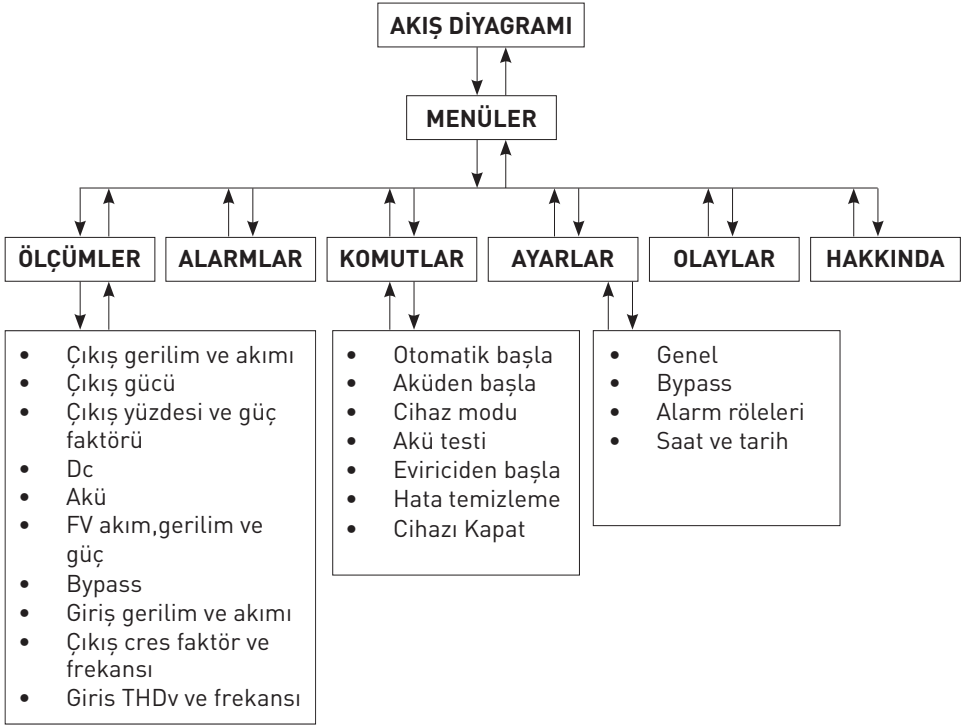 AKIŞ DİYAGRAMI
MENÜLER
ÖLÇÜMLER
ALARMLAR
KOMUTLAR
AYARLAR
OLAYLAR
HAKKINDA
• Çıkış gerilim ve akımı
• Çıkış gücü
• Çıkış yüzdesi ve güç
faktörü
• Dc
• Akü
• FV akım,gerilim ve
güç
• Bypass
• Giriş gerilim ve akımı
• Çıkış cres faktör ve
frekansı
• Giris THDv ve frekansı
• Otomatik başla
• Aküden başla
• Cihaz modu
• Akü testi
• Eviriciden başla
• Hata temizleme
• Cihazı Kapat
• Genel
• Bypass
• Alarm röleleri
• Saat ve tarih